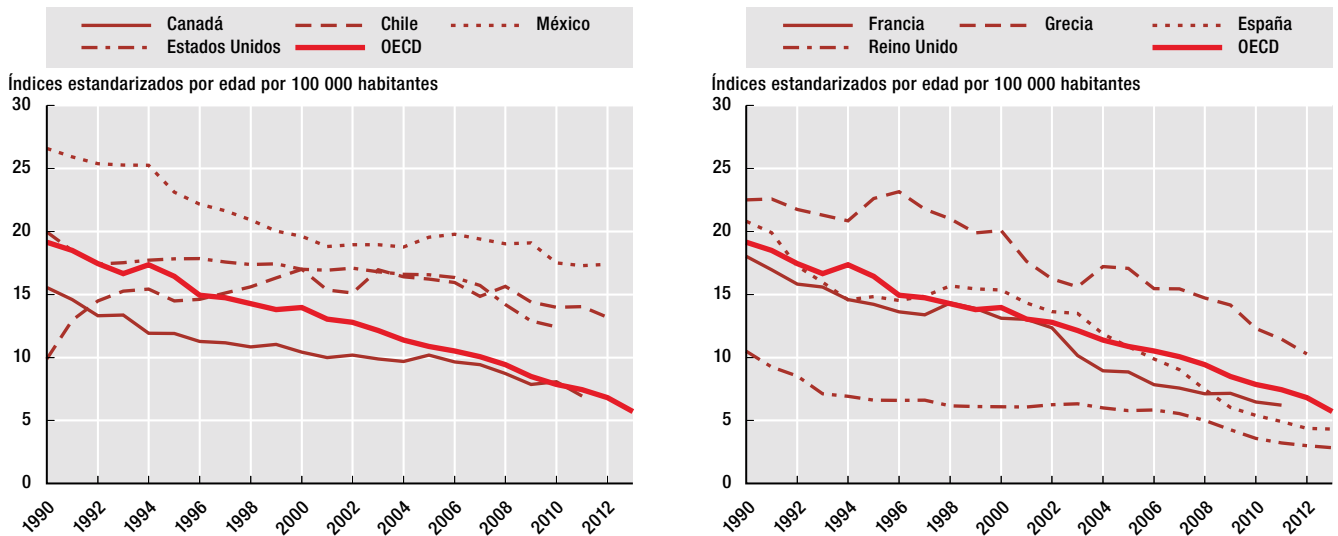 Canadá Chile México
Estados Unidos OECD
Índices estandarizados por edad por 100 000 habitantes
30
25
20
15
10
5
0
1990 1992 1994 1996 1998 2000 2002 2004 2006 2008 2010 2012
Francia Grecia España
Reino Unido OECD
Índices estandarizados por edad por 100 000 habitantes
30
25
20
15
10
5
0
1990 1992 1994 1996 1998 2000 2002 2004 2006 2008 2010 2012